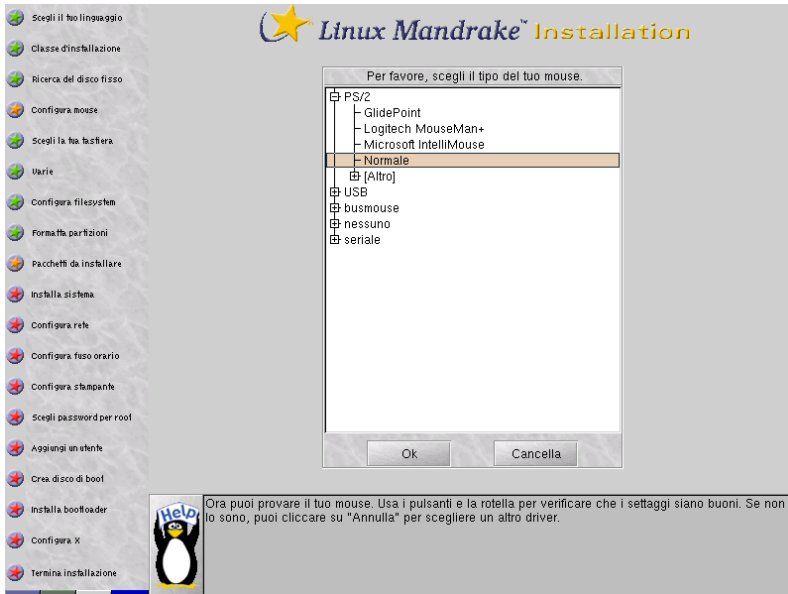 Linux Mandrake Installation
Scegli il tuo linguaggio
Classe d'installazione
Ricerca del disco fisso
Configura mouse
Scegli la tua tastiera
Varie
Configura filesystem
Formatta partizioni
Pacchetti da installare
Installa sistema
Configura rete
Configura fuso orario
Configura stampante
Scegli password per root
Aggiungi un utente
Crea disco di boot
Installa bootloader
Configura X
Termina installazione
Per favore, scegli il tipo del tuo mouse.
PS/2
GlidePoint
Logitech MouseMan+
Microsoft IntelliMouse
Normale
[Altro]
USB
busmouse
nessuno
seriale
Ok
Cancella
Help
Ora puoi provare il tuo mouse. Usa i pulsanti e la rotella per verificare che i settaggi siano buoni. Se non
lo sono, puoi cliccare su "Annulla" per scegliere un altro driver.